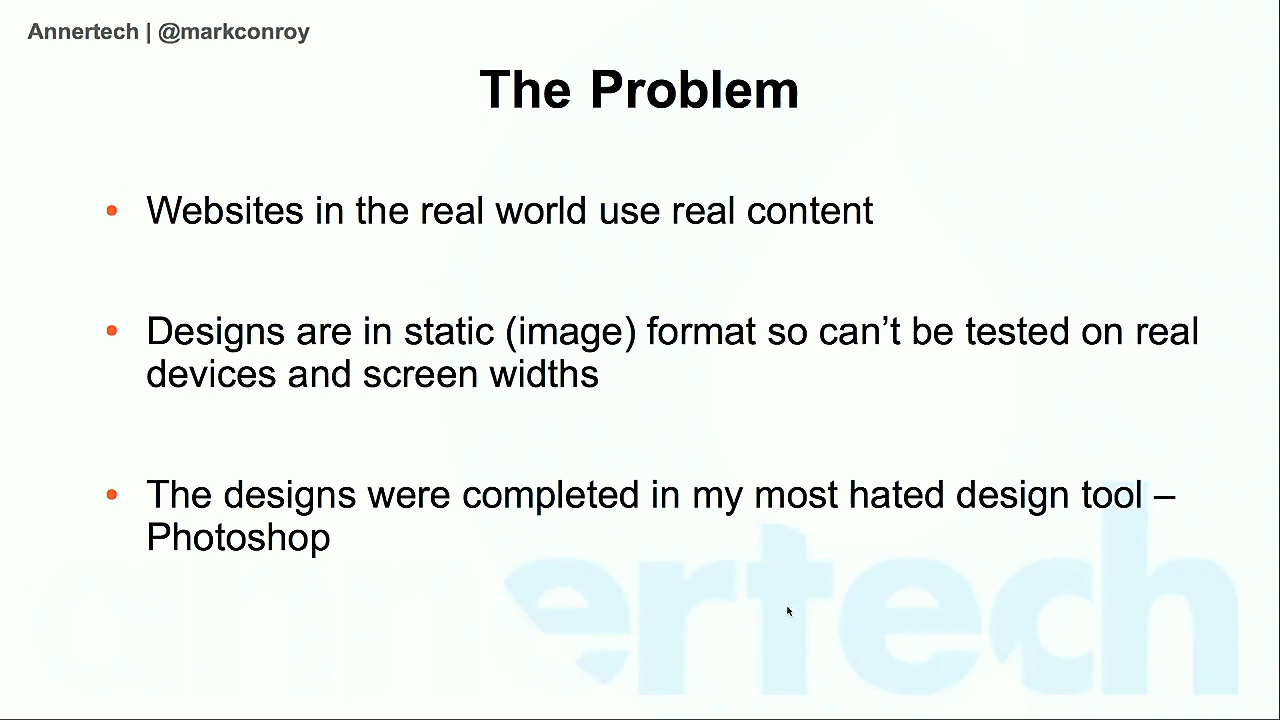 Annertech | @markconroy
The Problem
• Websites in the real world use real content
• Designs are in static (image) format so can’t be tested on real
devices and screen widths
• The designs were completed in my most hated design tool –
Photoshop
annertech